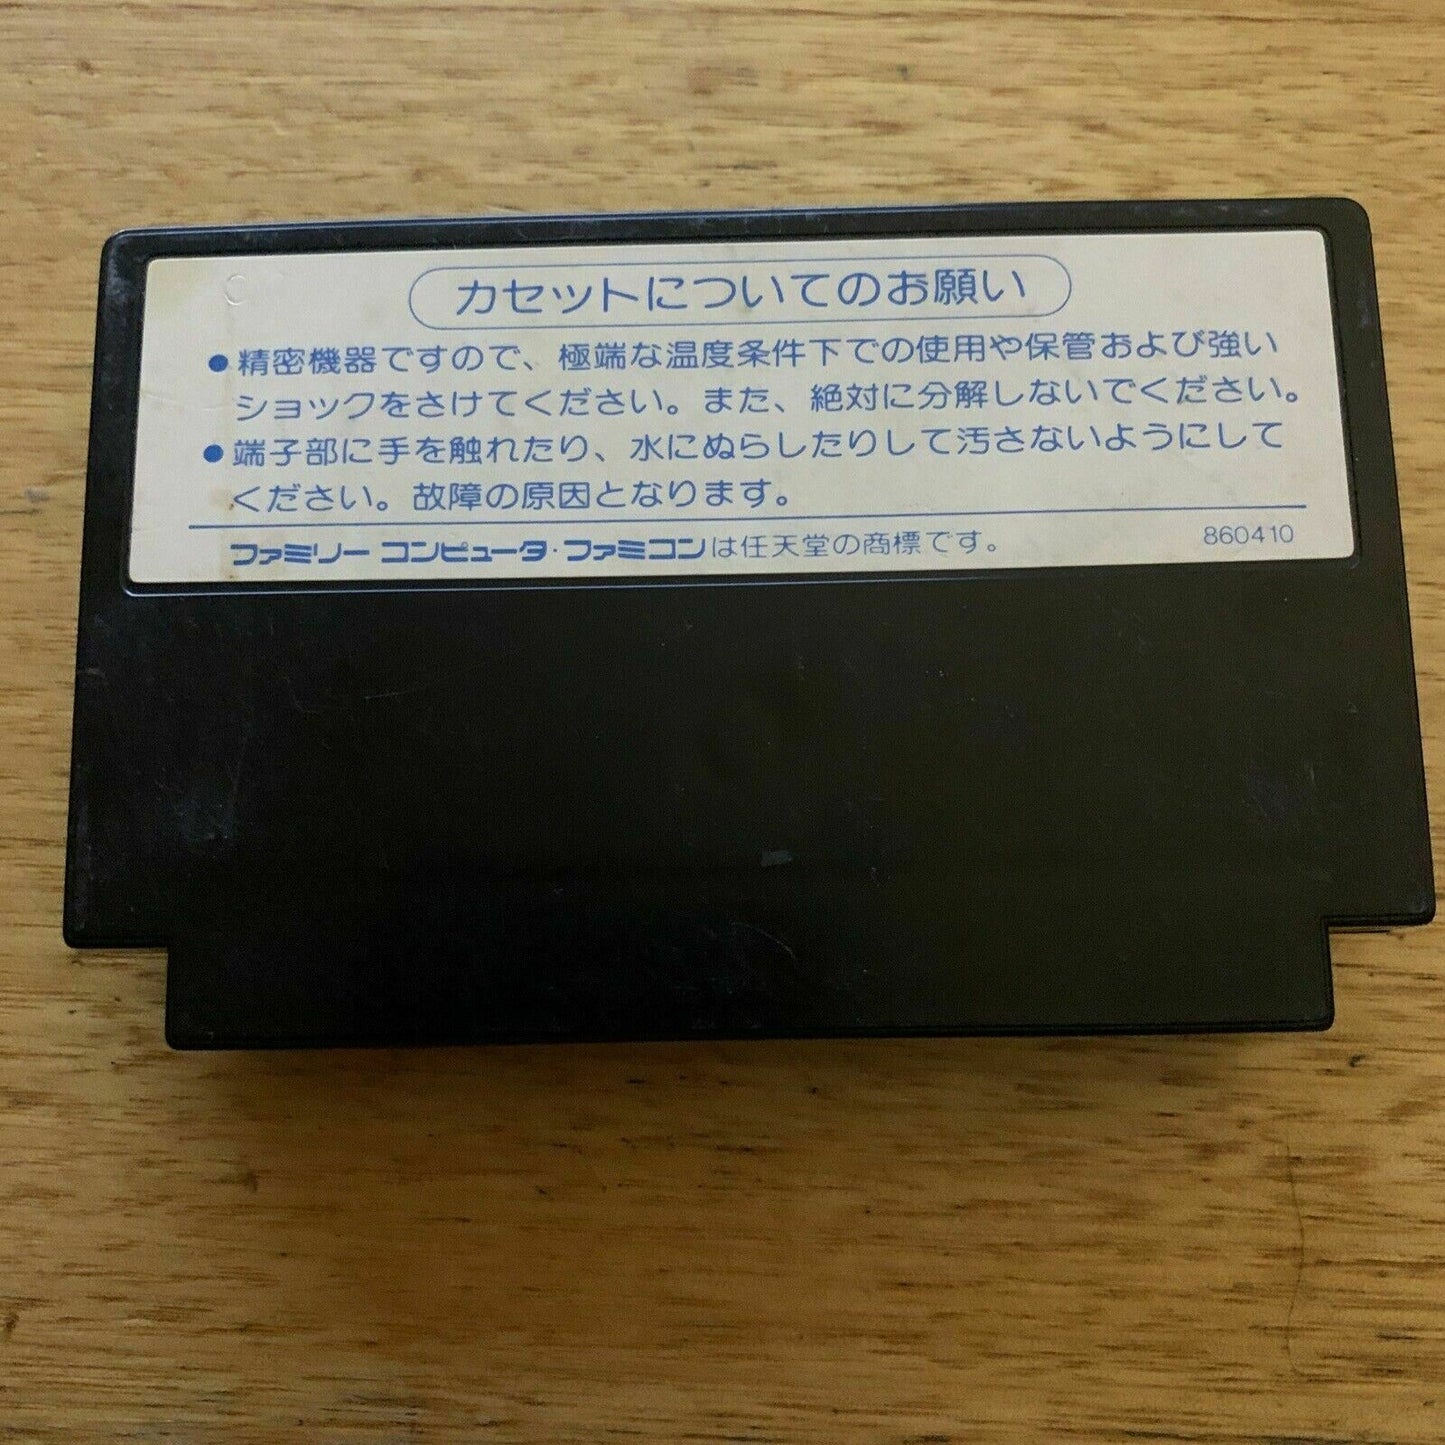 カセットについてのお願い
●精密機器ですので、極端な温度条件下での使用や保管および強い
ショックをさけてください。また、絶対に分解しないでください。
●端子部に手を触れたり、水にぬらしたりして汚さないようにして
ください。故障の原因となります。
ファミリー コンピュータ・ファミコンは任天堂の商標です。 860410